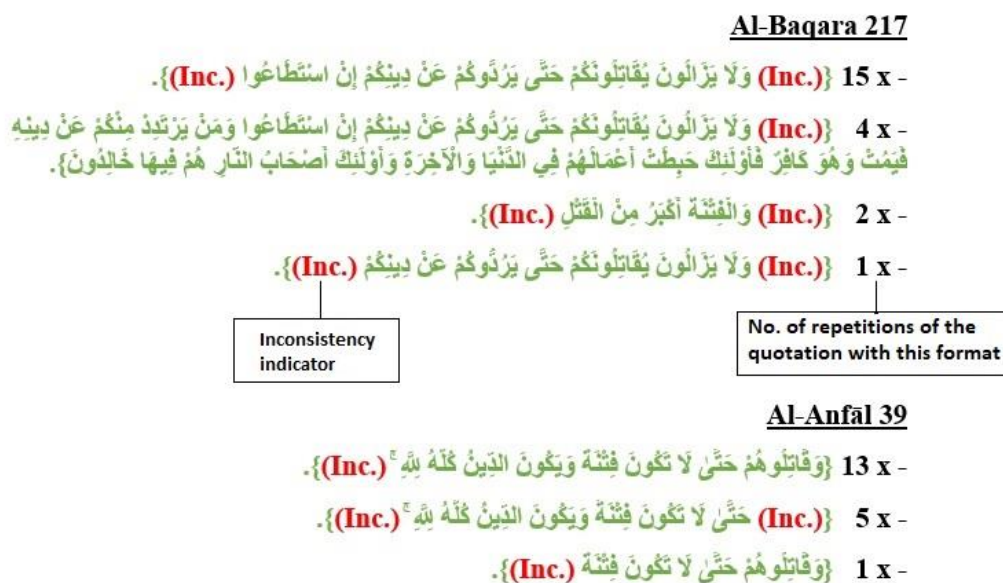 Al-Baqara 217
- 15 x {(Inc.) وَلَا يَزَالُونَ يُقَاتِلُونَكُمْ حَتَّى يَرُدُّوكُمْ عَنْ دِينِكُمْ إِنْ اسْتَطَاعُوا (Inc.)}.
- 4 x {(Inc.) وَلَا يَزَالُونَ يُقَاتِلُونَكُمْ حَتَّى يَرُدُّوكُمْ عَنْ دِينِكُمْ إِنْ اسْتَطَاعُوا وَمَنْ يَرْتَدِدْ مِنْكُمْ عَنْ دِينِهِ
فَيَمُتْ وَهُوَ كَافِرٌ فَأُوْلَئِكَ حَبِطَتْ أَعْمَالُهُمْ فِي الدُّنْيَا وَالْآخِرَةِ وَأُوْلَئِكَ أَصْحَابُ النَّارِ هُمْ فِيهَا خَالِدُونَ}.
- 2 x {(Inc.) وَالْفِتْنَةُ أَكْبَرُ مِنْ الْقَتْلِ (Inc.)}.
- 1 x {(Inc.) وَلَا يَزَالُونَ يُقَاتِلُونَكُمْ حَتَّى يَرُدُّوكُمْ عَنْ دِينِكُمْ (Inc.)}.
Inconsistency
indicator
No. of repetitions of the
quotation with this format
Al-Anfāl 39
- 13 x {وَقَاتِلُوهُمْ حَتَّىٰ لَا تَكُونَ فِتْنَةٌ وَيَكُونَ الدِّينُ كُلُّهُ لِلَّهِ ۚ (Inc.)}.
- 5 x {(Inc.) حَتَّىٰ لَا تَكُونَ فِتْنَةٌ وَيَكُونَ الدِّينُ كُلُّهُ لِلَّهِ ۚ (Inc.)}.
- 1 x {وَقَاتِلُوهُمْ حَتَّىٰ لَا تَكُونَ فِتْنَةٌ (Inc.)}.